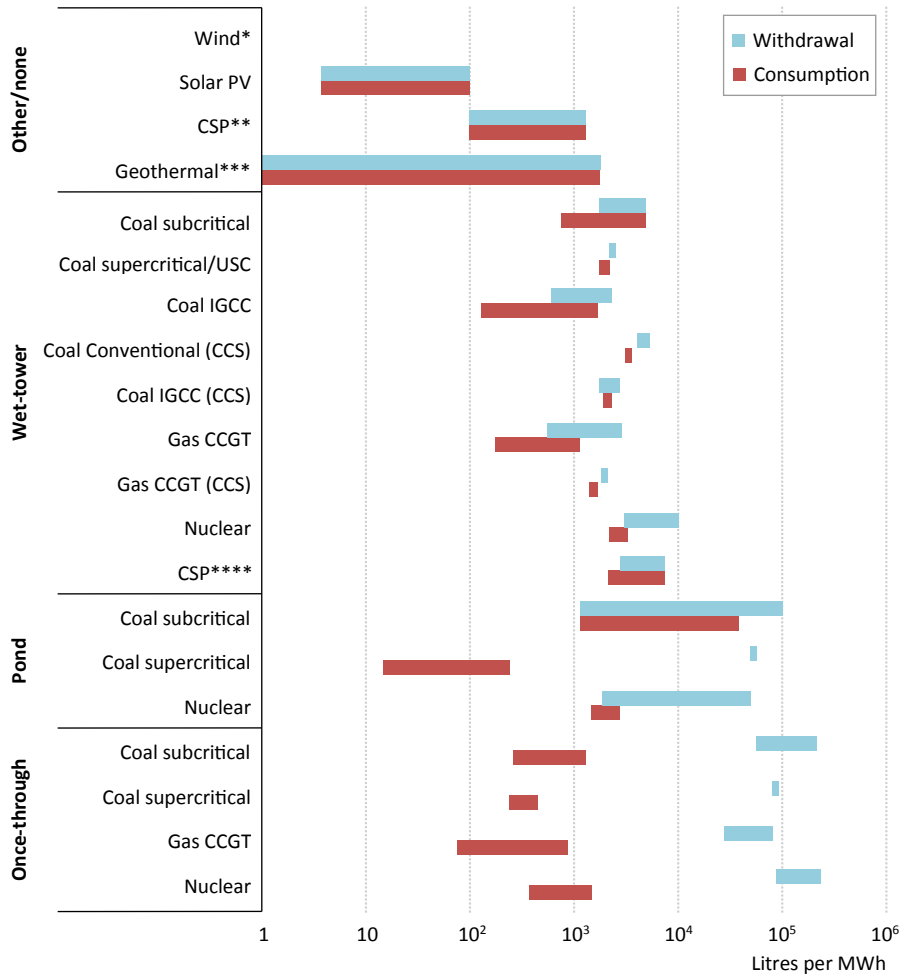 Other/none
Wind*
Solar PV
CSP**
Geothermal***
Withdrawal
Consumption
Wet-tower
Coal subcritical
Coal supercritical/USC
Coal IGCC
Coal Conventional (CCS)
Coal IGCC (CCS)
Gas CCGT
Gas CCGT (CCS)
Nuclear
CSP****
Pond
Coal subcritical
Coal supercritical
Nuclear
Once-through
Coal subcritical
Coal supercritical
Gas CCGT
Nuclear
1 10 10² 10³ 10⁴ 10⁵ 10⁶
Litres per MWh